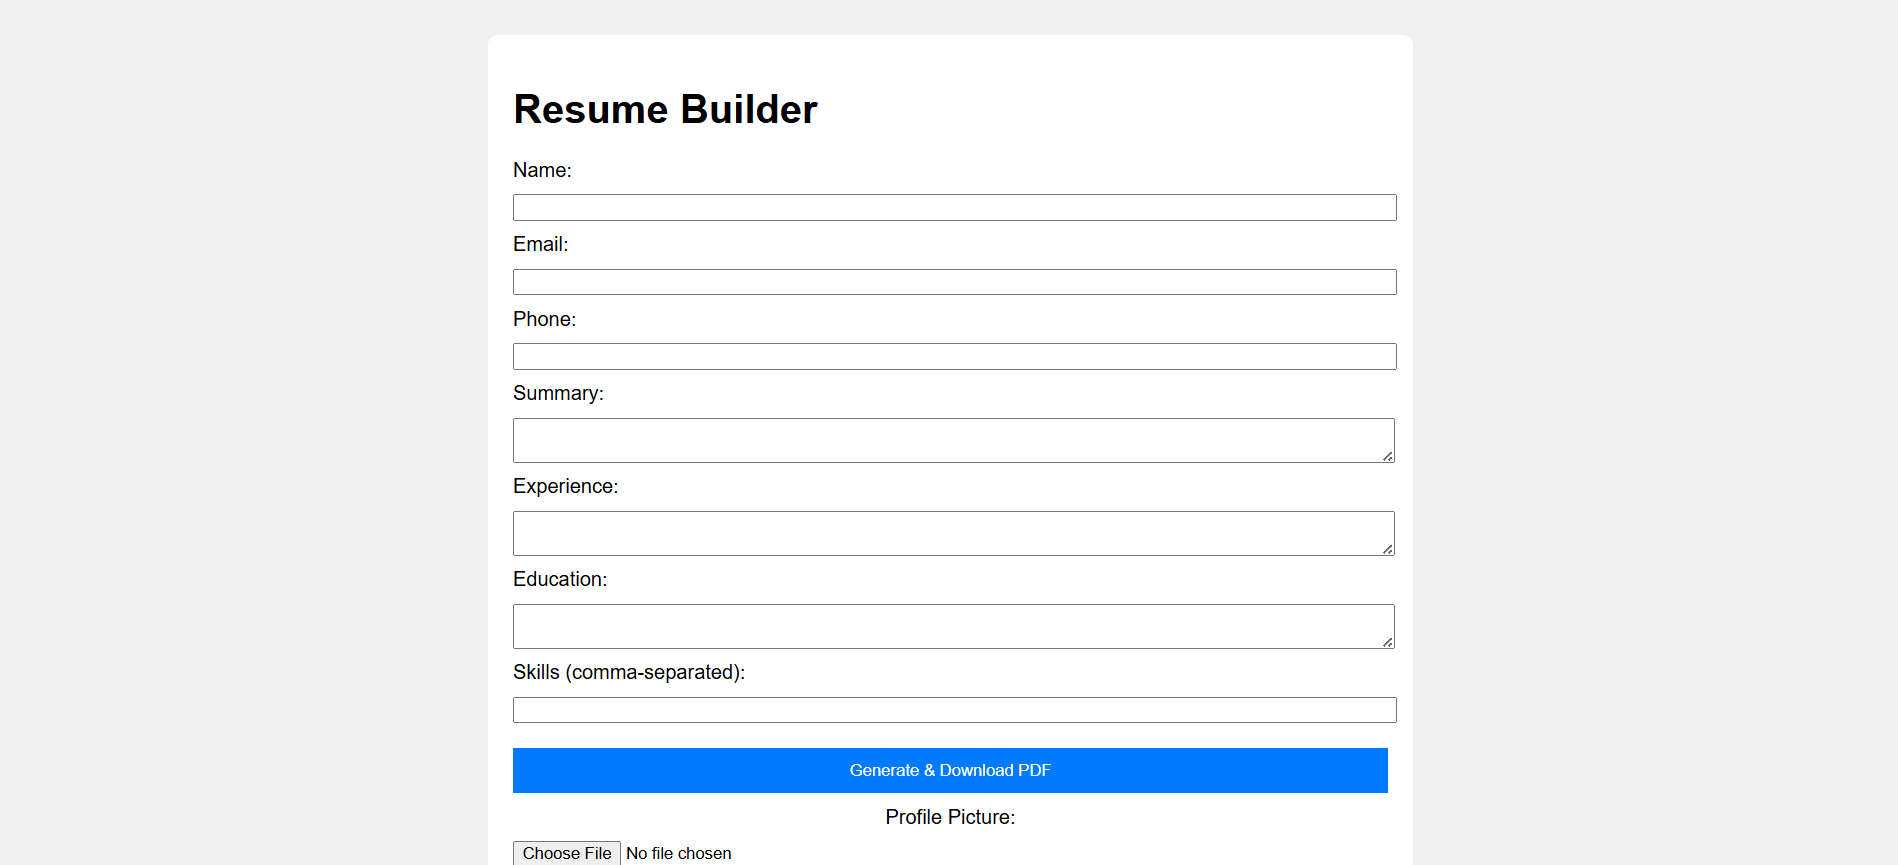 Resume Builder
Name:
Email:
Phone:
Summary:
Experience:
Education:
Skills (comma-separated):
Generate & Download PDF
Profile Picture:
Choose File No file chosen